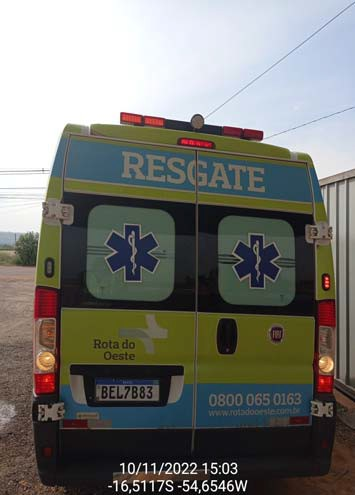 RESGATE
Rota do
Oeste
FIAT
BEL7B83
0800 065 0163
www.rotadooeste.com.br
10/11/2022 15:03
-16,5117S -54,6546W